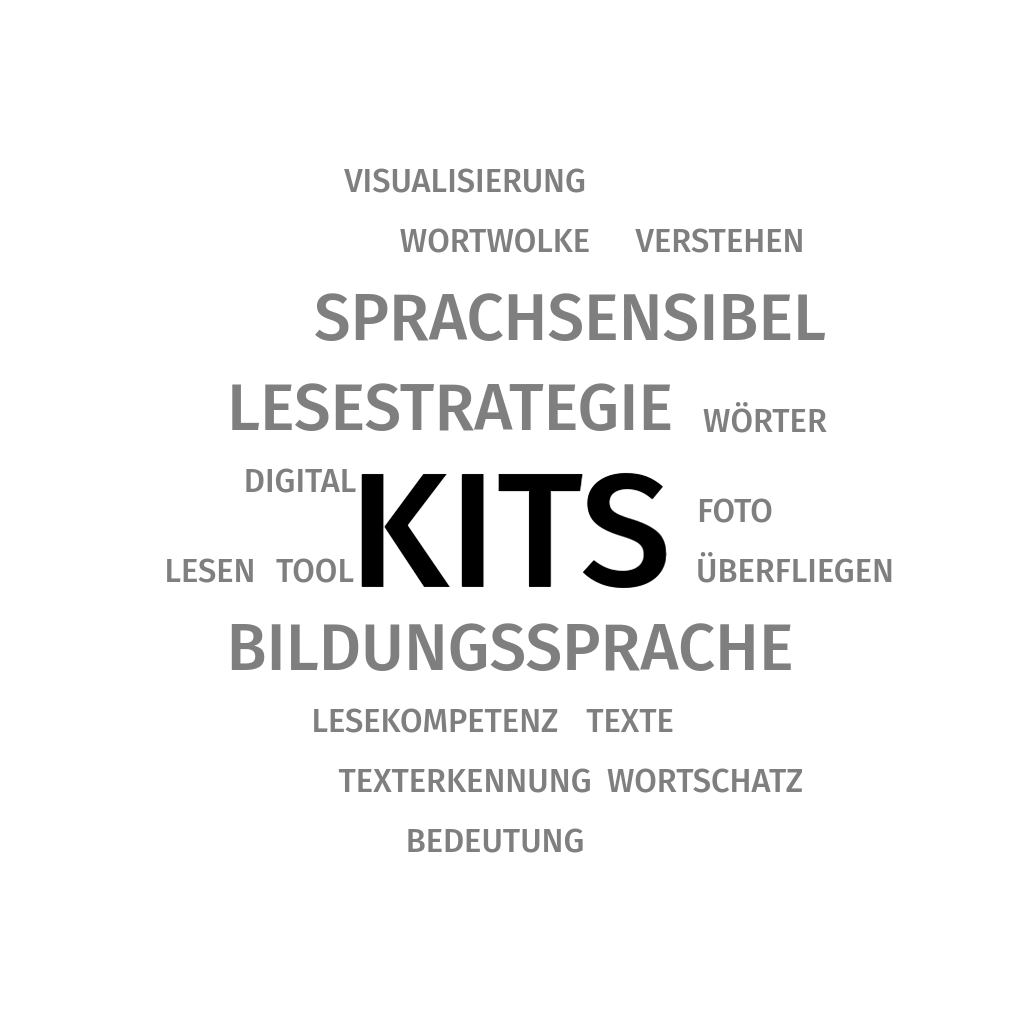 VISUALISIERUNG
WORTWOLKE VERSTEHEN
SPRACHSENSIBEL
LESESTRATEGIE WÖRTER
DIGITAL KITS FOTO
LESEN TOOL ÜBERFLIEGEN
BILDUNGSSPRACHE
LESEKOMPETENZ TEXTE
TEXTERKENNUNG WORTSCHATZ
BEDEUTUNG